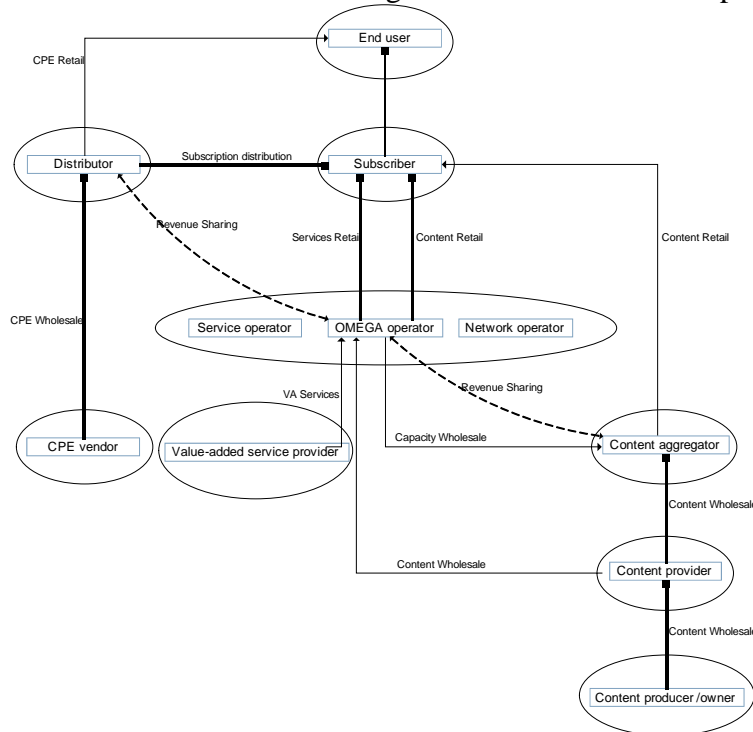 End user
CPE Retail
Subscription distribution
Distributor
Subscriber
Revenue Sharing
Services Retail
Content Retail
Content Retail
CPE Wholesale
Service operator
OMEGA operator
Network operator
VA Services
Revenue Sharing
Capacity Wholesale
CPE vendor
Value-added service provider
Content aggregator
Content Wholesale
Content Wholesale
Content provider
Content Wholesale
Content producer/owner